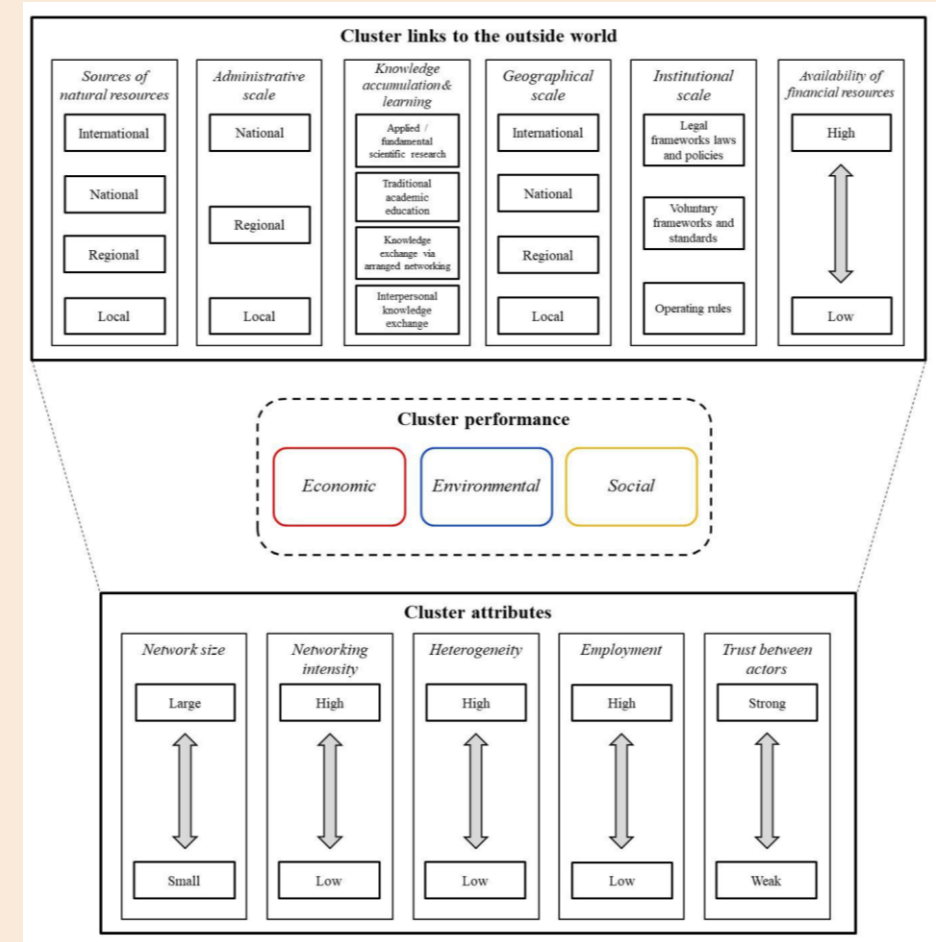 Cluster links to the outside world
Sources of
natural resources
International
National
Regional
Local
Administrative
scale
National
Regional
Local
Knowledge
accumulation &
learning
Applied /
fundamental
scientific research
Traditional
academic
education
Knowledge
exchange via
arranged networking
Interpersonal
knowledge
exchange
Geographical
scale
International
National
Regional
Local
Institutional
scale
Legal
frameworks laws
and policies
Voluntary
frameworks and
standards
Operating rules
Availability of
financial resources
High
Low
Cluster performance
Economic
Environmental
Social
Cluster attributes
Network size
Large
Small
Networking
intensity
High
Low
Heterogeneity
High
Low
Employment
High
Low
Trust between
actors
Strong
Weak